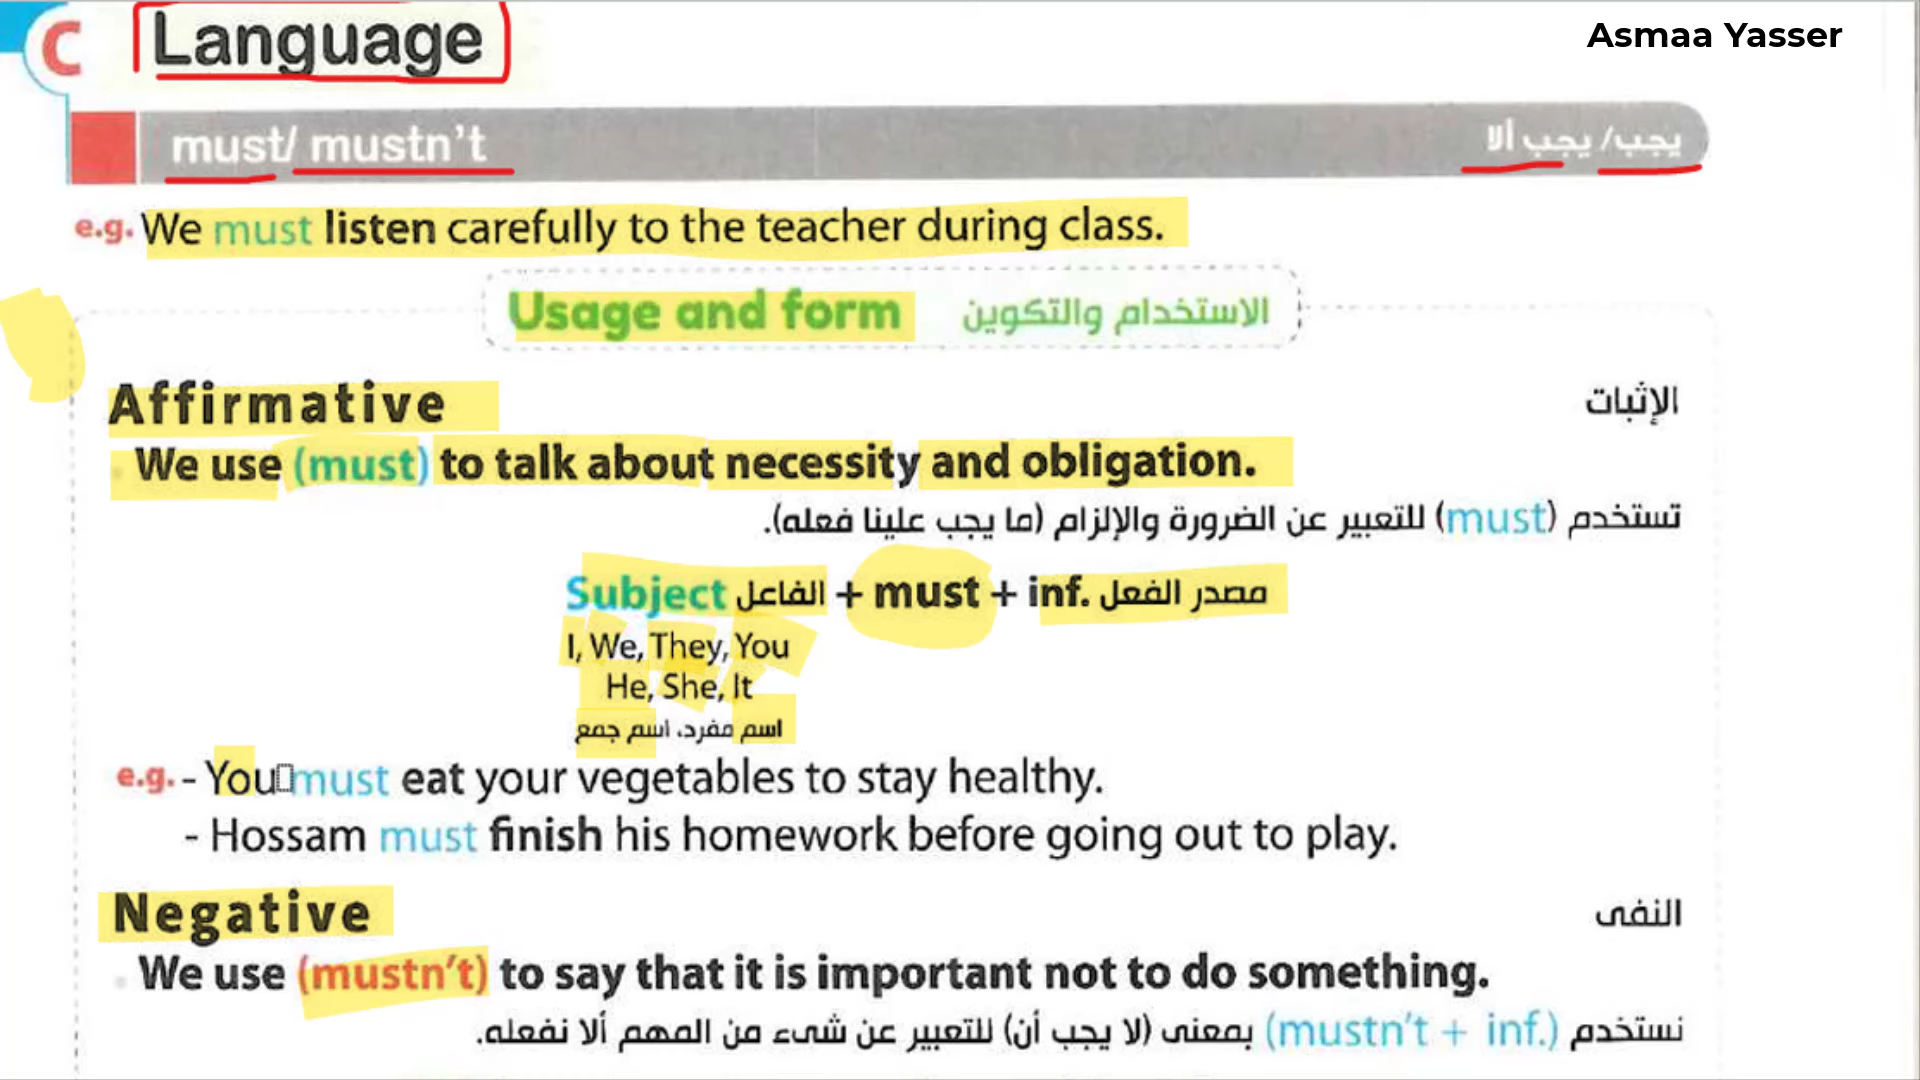 C Language
Asmaa Yasser
must/ mustn't يجب/ يجب ألا
e.g. We must listen carefully to the teacher during class.
Usage and form الاستخدام والتكوين
Affirmative الإثبات
We use (must) to talk about necessity and obligation.
تستخدم (must) للتعبير عن الضرورة والإلزام (ما يجب علينا فعله).
Subject الفاعل + must + inf. مصدر الفعل
I, We, They, You
He, She, It
اسم مفرد، اسم جمع
e.g. - You must eat your vegetables to stay healthy.
- Hossam must finish his homework before going out to play.
Negative النفى
We use (mustn't) to say that it is important not to do something.
نستخدم (mustn't + inf.) بمعنى (لا يجب أن) للتعبير عن شىء من المهم ألا نفعله.